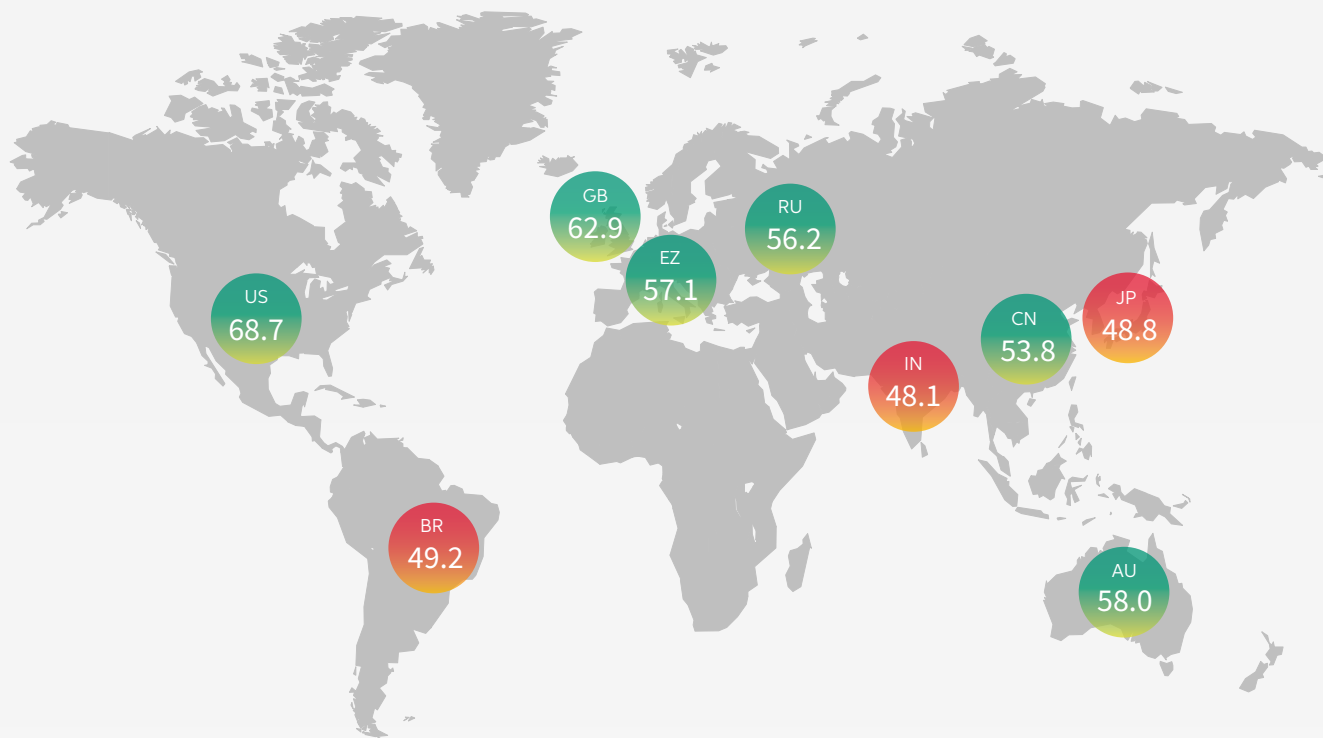 GB
62.9
RU
56.2
EZ
57.1
US
68.7
JP
48.8
CN
53.8
IN
48.1
BR
49.2
AU
58.0